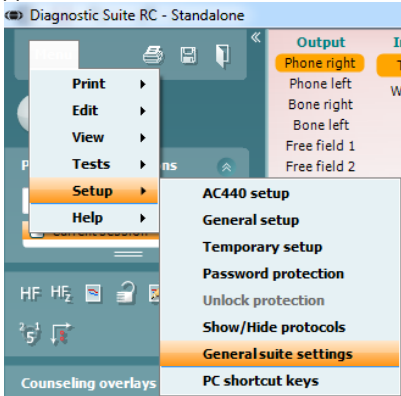 Diagnostic Suite RC - Standalone
Output
Phone right
Phone left
Bone right
Bone left
Free field 1
Free field 2
Print
Edit
View
Tests
Setup
Help
AC440 setup
General setup
Temporary setup
Password protection
Unlock protection
Show/Hide protocols
General suite settings
PC shortcut keys
HF HFz
Counseling overlays